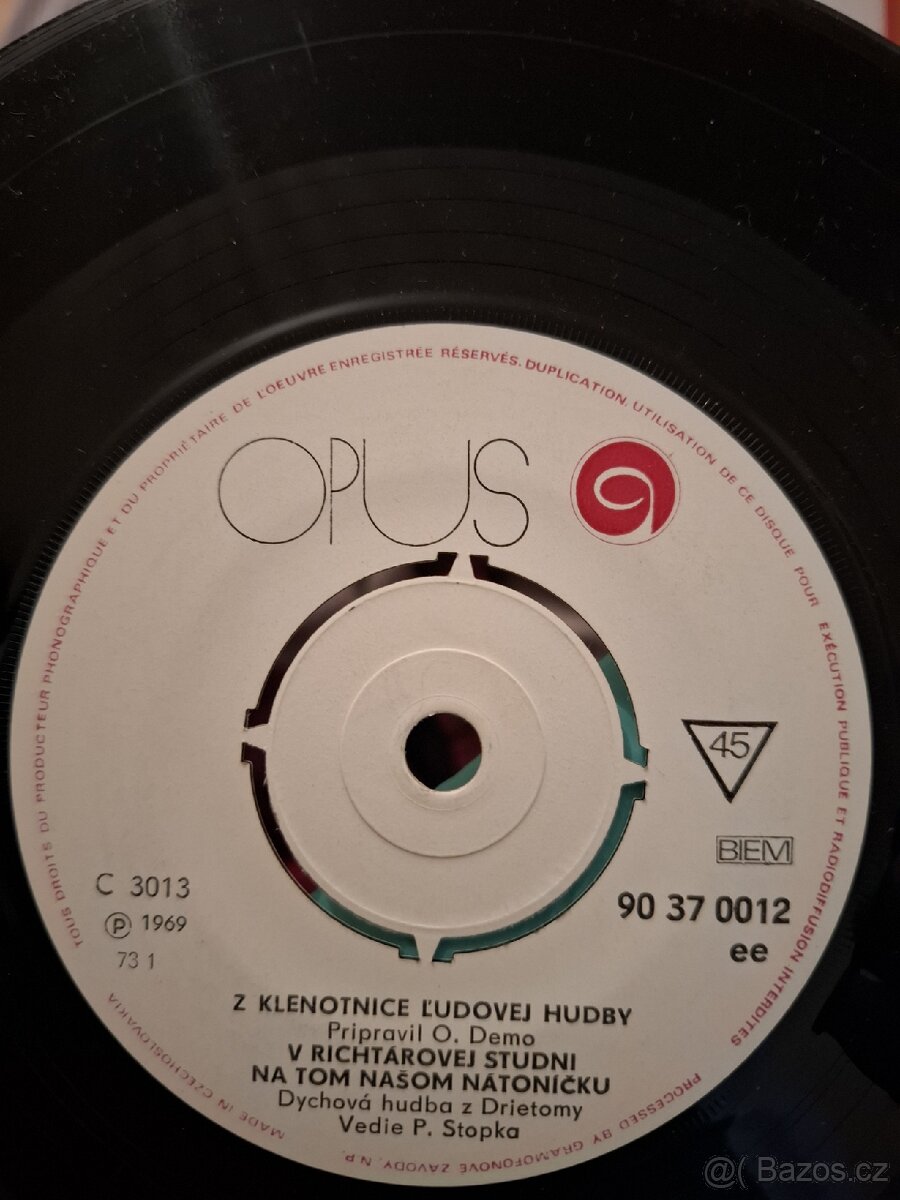 TOUS DROITS DU PRODUCTEUR PHONOGRAPHIQUE ET DU PROPRIÉTAIRE DE L'OEUVRE ENREGISTRÉE RÉSERVÉS. DUPLICATION, UTILISATION DE CE DISQUE POUR EXÉCUTION PUBLIQUE ET RADIODIFFUSION INTERDITES
OPUS
45
BIEM
C 3013
90 37 0012
Ⓟ 1969
ee
73 1
Z KLENOTNICE ĽUDOVEJ HUDBY
Pripravil O. Demo
V RICHTÁROVEJ STUDNI
NA TOM NAŠOM NÁTONÍČKU
Dychová hudba z Drietomy
Vedie P. Stopka
MADE IN CZECHOSLOVAKIA
PROCESSED BY GRAMOFONOVÉ ZÁVODY, N.P.
@( Bazos.cz